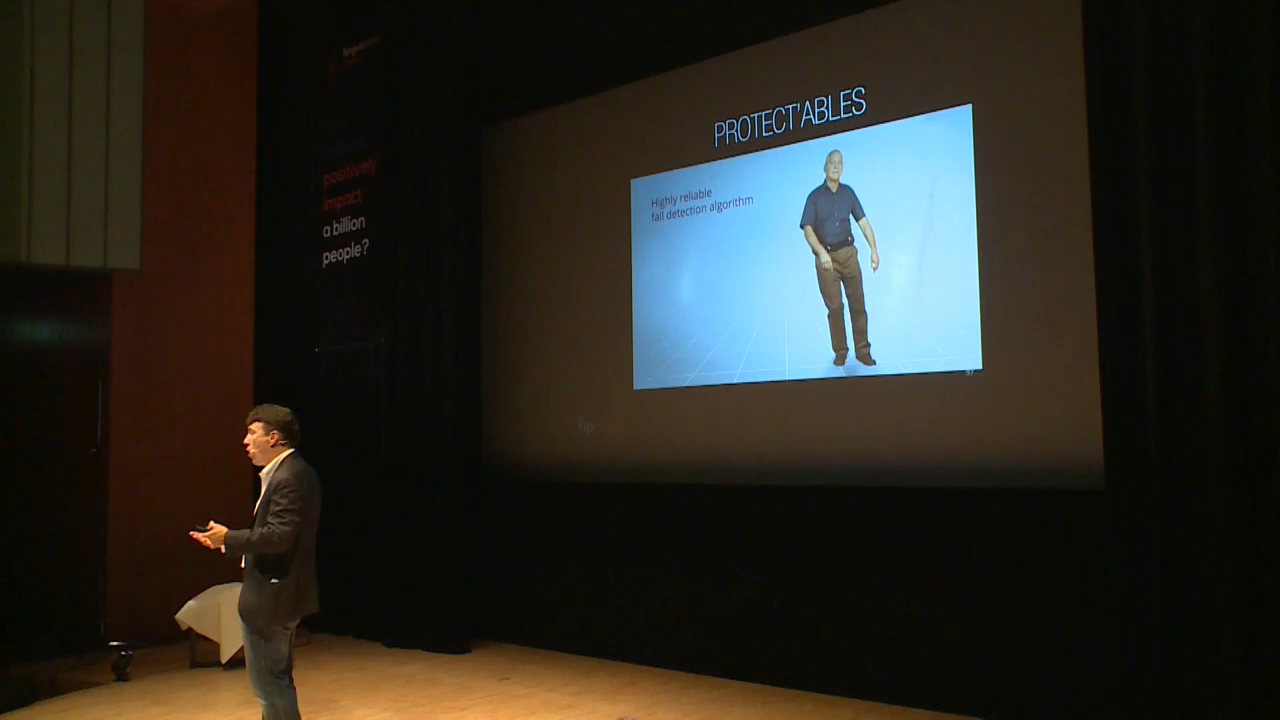 positively
impact
a billion
people?
PROTECT'ABLES
Highly reliable
fall detection algorithm